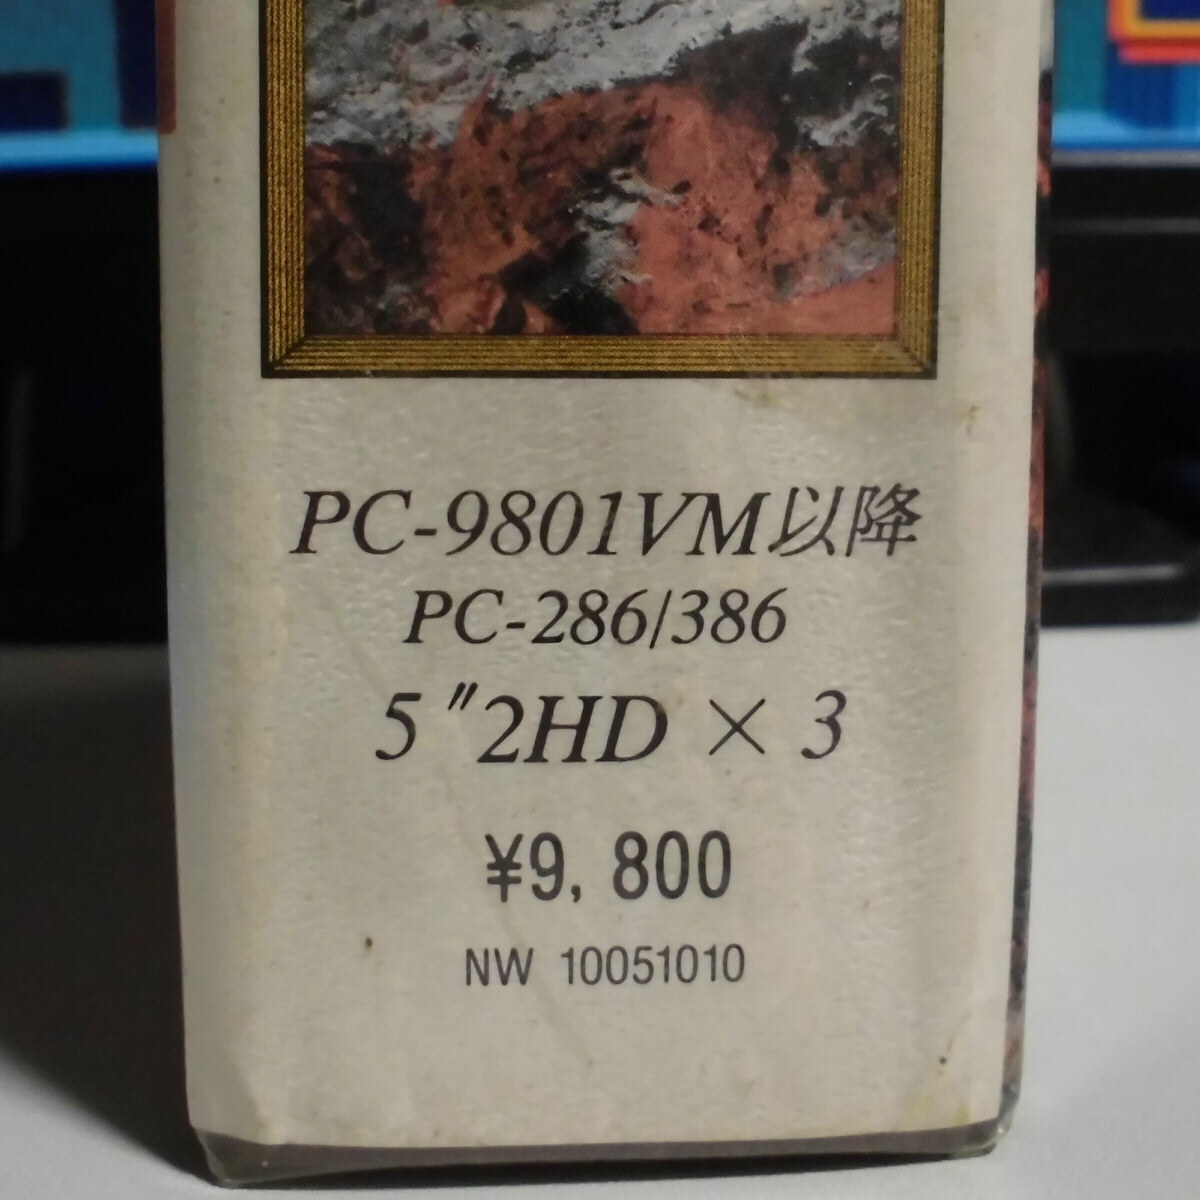 PC-9801VM以降
PC-286/386
5″2HD×3
¥9,800
NW 10051010